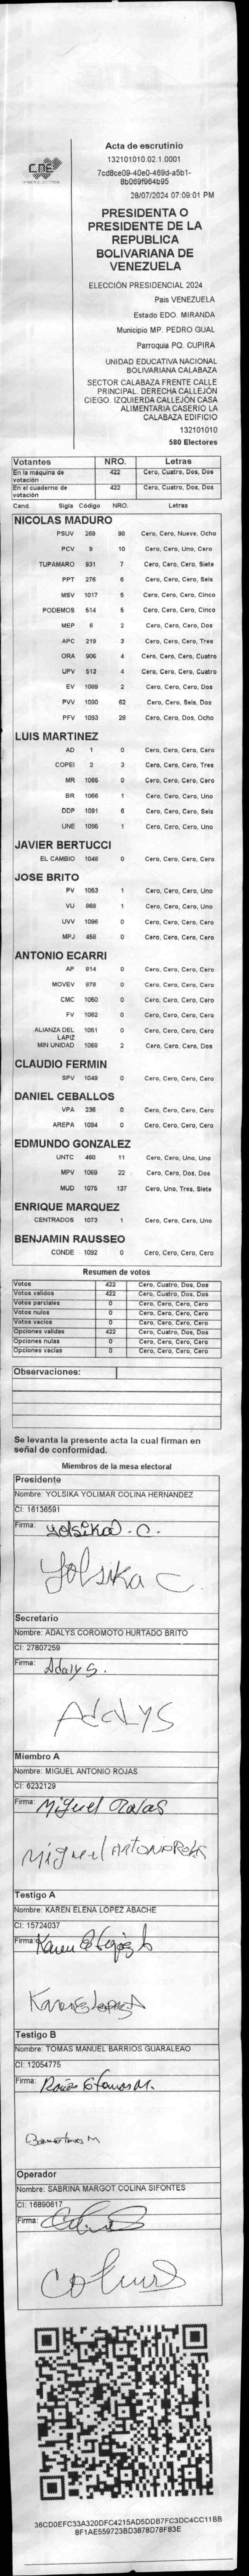 CNE
Acta de escrutinio
132101010.02.1.0001
7cd8ce09-40e0-469d-a5b1-
8b069f964b95
28/07/2024 07:09:01 PM
PRESIDENTA O
PRESIDENTE DE LA
REPUBLICA
BOLIVARIANA DE
VENEZUELA
ELECCIÓN PRESIDENCIAL 2024
Pais VENEZUELA
Estado EDO. MIRANDA
Municipio MP. PEDRO GUAL
Parroquia PQ. CUPIRA
UNIDAD EDUCATIVA NACIONAL
BOLIVARIANA CALABAZA
SECTOR CALABAZA FRENTE CALLE
PRINCIPAL. DERECHA CALLEJÓN
CIEGO. IZQUIERDA CALLEJÓN CASA
ALIMENTARIA CASERIO LA
CALABAZA EDIFICIO
132101010
580 Electores
Votantes NRO. Letras
En la maquina de votación 422 Cero, Cuatro, Dos, Dos
En el cuaderno de votación 422 Cero, Cuatro, Dos, Dos
Cand. Sigla Código NRO. Letras
NICOLAS MADURO
PSUV 269 98 Cero, Cero, Nueve, Ocho
PCV 9 10 Cero, Cero, Uno, Cero
TUPAMARO 931 7 Cero, Cero, Cero, Siete
PPT 276 6 Cero, Cero, Cero, Seis
MSV 1017 5 Cero, Cero, Cero, Cinco
PODEMOS 514 5 Cero, Cero, Cero, Cinco
MEP 6 2 Cero, Cero, Cero, Dos
APC 219 3 Cero, Cero, Cero, Tres
ORA 906 4 Cero, Cero, Cero, Cuatro
UPV 513 4 Cero, Cero, Cero, Cuatro
EV 1099 2 Cero, Cero, Cero, Dos
PVV 1090 62 Cero, Cero, Seis, Dos
PFV 1093 28 Cero, Cero, Dos, Ocho
LUIS MARTINEZ
AD 1 0 Cero, Cero, Cero, Cero
COPEI 2 3 Cero, Cero, Cero, Tres
MR 1095 0 Cero, Cero, Cero, Cero
BR 1066 1 Cero, Cero, Cero, Uno
DDP 1091 6 Cero, Cero, Cero, Seis
UNE 1096 1 Cero, Cero, Cero, Uno
JAVIER BERTUCCI
EL CAMBIO 1048 0 Cero, Cero, Cero, Cero
JOSE BRITO
PV 1053 1 Cero, Cero, Cero, Uno
VU 968 1 Cero, Cero, Cero, Uno
UVV 1098 0 Cero, Cero, Cero, Cero
MPJ 458 0 Cero, Cero, Cero, Cero
ANTONIO ECARRI
AP 914 0 Cero, Cero, Cero, Cero
MOVEV 979 0 Cero, Cero, Cero, Cero
CMC 1050 0 Cero, Cero, Cero, Cero
FV 1062 0 Cero, Cero, Cero, Cero
ALIANZA DEL LAPIZ 1051 0 Cero, Cero, Cero, Cero
MIN UNIDAD 1068 2 Cero, Cero, Cero, Dos
CLAUDIO FERMIN
SPV 1049 0 Cero, Cero, Cero, Cero
DANIEL CEBALLOS
VPA 236 0 Cero, Cero, Cero, Cero
AREPA 1094 0 Cero, Cero, Cero, Cero
EDMUNDO GONZALEZ
UNTC 460 11 Cero, Cero, Uno, Uno
MPV 1069 22 Cero, Cero, Dos, Dos
MUD 1075 137 Cero, Uno, Tres, Siete
ENRIQUE MARQUEZ
CENTRADOS 1073 1 Cero, Cero, Cero, Uno
BENJAMIN RAUSSEO
CONDE 1092 0 Cero, Cero, Cero, Cero
Resumen de votos
Votos 422 Cero, Cuatro, Dos, Dos
Votos validos 422 Cero, Cuatro, Dos, Dos
Votos parciales 0 Cero, Cero, Cero, Cero
Votos nulos 0 Cero, Cero, Cero, Cero
Votos vacios 0 Cero, Cero, Cero, Cero
Opciones validas 422 Cero, Cuatro, Dos, Dos
Opciones nulas 0 Cero, Cero, Cero, Cero
Opciones vacias 0 Cero, Cero, Cero, Cero
Observaciones:
Se levanta la presente acta la cual firman en
señal de conformidad.
Miembros de la mesa electoral
Presidente
Nombre: YOLSIKA YOLIMAR COLINA HERNANDEZ
CI: 16136591
Firma: Yolsika . C .
Yolsika C.
Secretario
Nombre: ADALYS COROMOTO HURTADO BRITO
CI: 27807259
Firma: Adaly S.
AdalYS
Miembro A
Nombre: MIGUEL ANTONIO ROJAS
CI: 6232129
Firma: Miguel Rojas
Miguel ANTONIO ROJAS
Testigo A
Nombre: KAREN ELENA LOPEZ ABACHE
CI: 15724037
Firma: Karen E Lopez A
Karen E Lopez A
Testigo B
Nombre: TOMAS MANUEL BARRIOS GUARALEAO
CI: 12054775
Firma:
Operador
Nombre: SABRINA MARGOT COLINA SIFONTES
CI: 16890617
Firma:
Colina S
36CD0EFC33A320DFC4215AD5DDB7FC3DC4CC11BB
8F1AE559723BD3878D78F83E